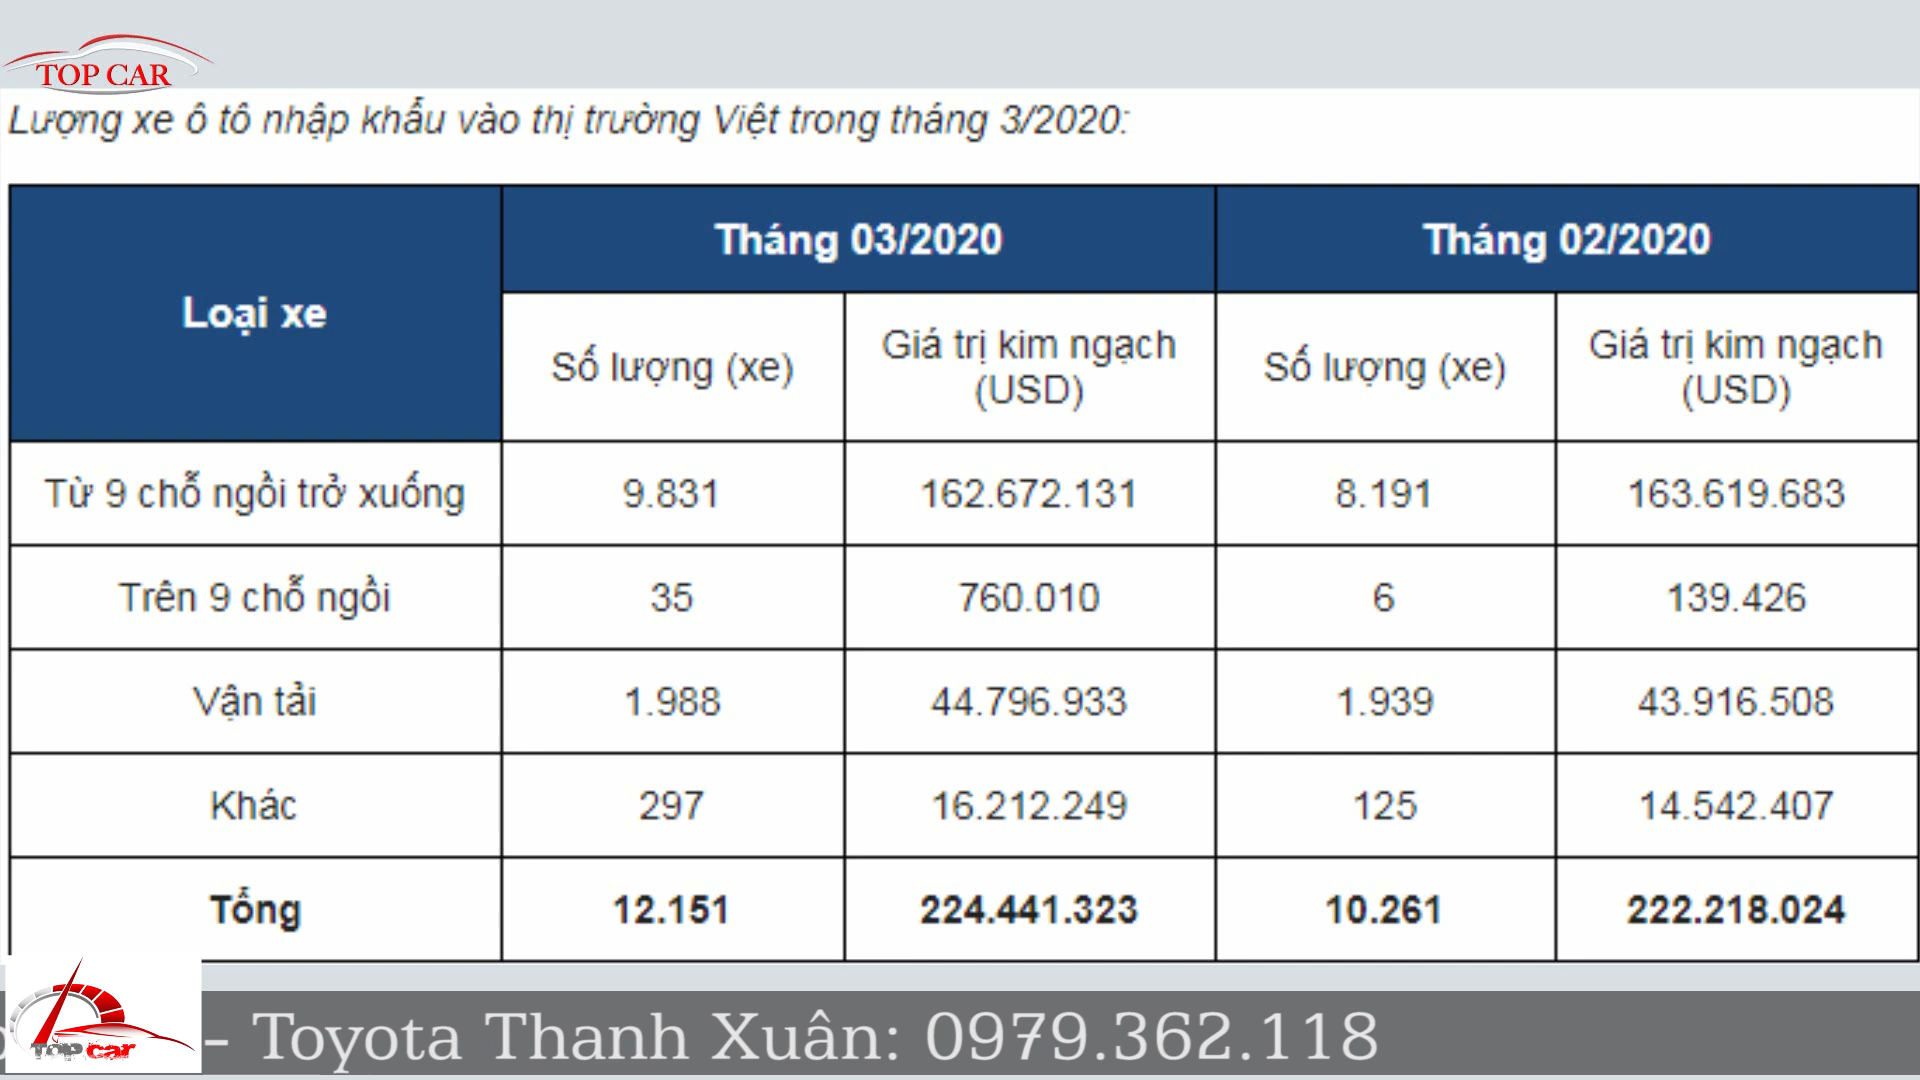 TOP CAR
Lượng xe ô tô nhập khẩu vào thị trường Việt trong tháng 3/2020:
Loại xe
Tháng 03/2020
Tháng 02/2020
Số lượng (xe)
Giá trị kim ngạch
(USD)
Số lượng (xe)
Giá trị kim ngạch
(USD)
Từ 9 chỗ ngồi trở xuống 9.831 162.672.131 8.191 163.619.683
Trên 9 chỗ ngồi 35 760.010 6 139.426
Vận tải 1.988 44.796.933 1.939 43.916.508
Khác 297 16.212.249 125 14.542.407
Tổng 12.151 224.441.323 10.261 222.218.024
TOP car
– Toyota Thanh Xuân: 0979.362.118